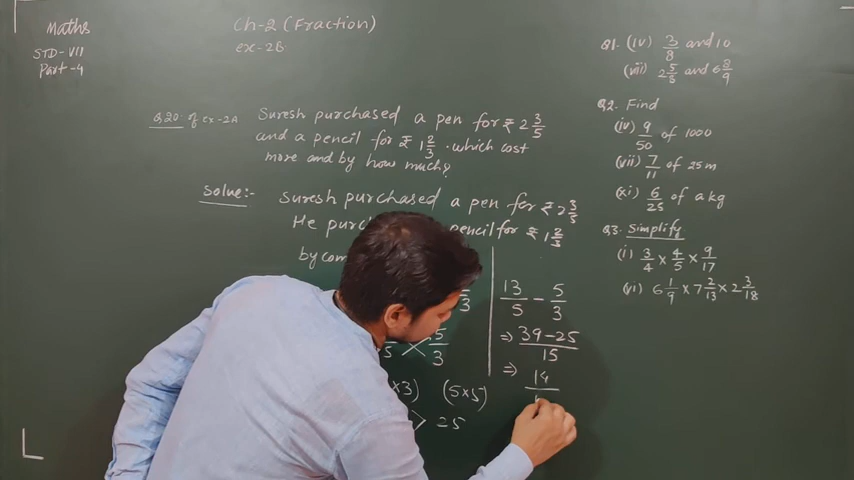 Maths
STD-VII
Part-4
Ch-2 (Fraction)
ex-2B
Q.20 of ex-2A Suresh purchased a pen for ₹ 2 3/5
and a pencil for ₹ 1 2/3. which cost
more and by how much?
Solve:- Suresh purchased a pen for ₹ 2 3/5
He pencil for ₹ 1 2/3
by
5/3
13/5 - 5/3
5/3
⇒ 39-25/15
×3) (5×5)
⇒ 14/
> 25
Q1. (iv) 3/8 and 10
(vii) 2 5/8 and 6 8/9
Q2. Find
(iv) 9/50 of 1000
(vii) 7/11 of 25 m
(xi) 6/25 of a kg
Q3. Simplify
(i) 3/4 × 4/5 × 9/17
(vi) 6 1/9 × 7 2/13 × 2 3/18